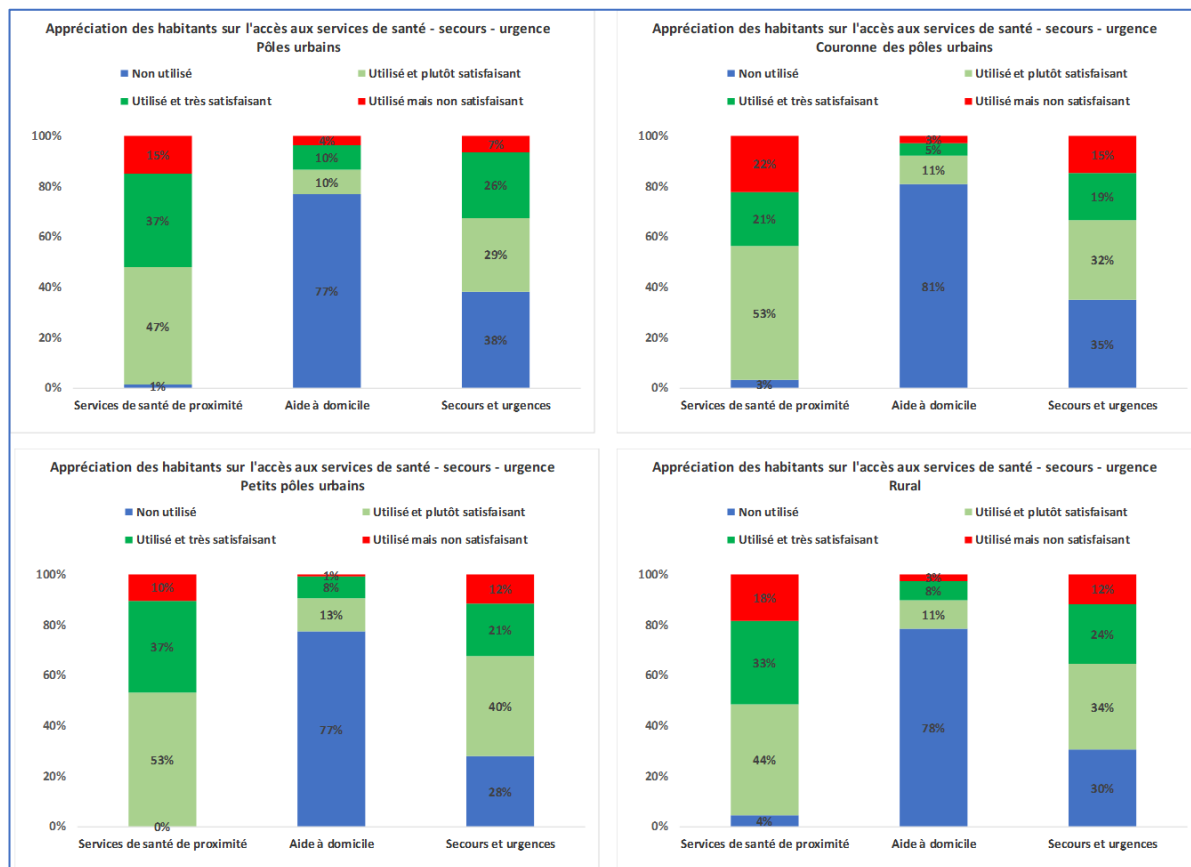 Appréciation des habitants sur l'accès aux services de santé - secours - urgence
Pôles urbains
Non utilisé
Utilisé et plutôt satisfaisant
Utilisé et très satisfaisant
Utilisé mais non satisfaisant
100%
80%
60%
40%
20%
0%
15%
37%
47%
1%
4%
10%
10%
77%
7%
26%
29%
38%
Services de santé de proximité
Aide à domicile
Secours et urgences
Appréciation des habitants sur l'accès aux services de santé - secours - urgence
Couronne des pôles urbains
Non utilisé
Utilisé et plutôt satisfaisant
Utilisé et très satisfaisant
Utilisé mais non satisfaisant
100%
80%
60%
40%
20%
0%
22%
21%
53%
3%
3%
5%
11%
81%
15%
19%
32%
35%
Services de santé de proximité
Aide à domicile
Secours et urgences
Appréciation des habitants sur l'accès aux services de santé - secours - urgence
Petits pôles urbains
Non utilisé
Utilisé et plutôt satisfaisant
Utilisé et très satisfaisant
Utilisé mais non satisfaisant
100%
80%
60%
40%
20%
0%
10%
37%
53%
0%
1%
8%
13%
77%
12%
21%
40%
28%
Services de santé de proximité
Aide à domicile
Secours et urgences
Appréciation des habitants sur l'accès aux services de santé - secours - urgence
Rural
Non utilisé
Utilisé et plutôt satisfaisant
Utilisé et très satisfaisant
Utilisé mais non satisfaisant
100%
80%
60%
40%
20%
0%
18%
33%
44%
4%
3%
8%
11%
78%
12%
24%
34%
30%
Services de santé de proximité
Aide à domicile
Secours et urgences